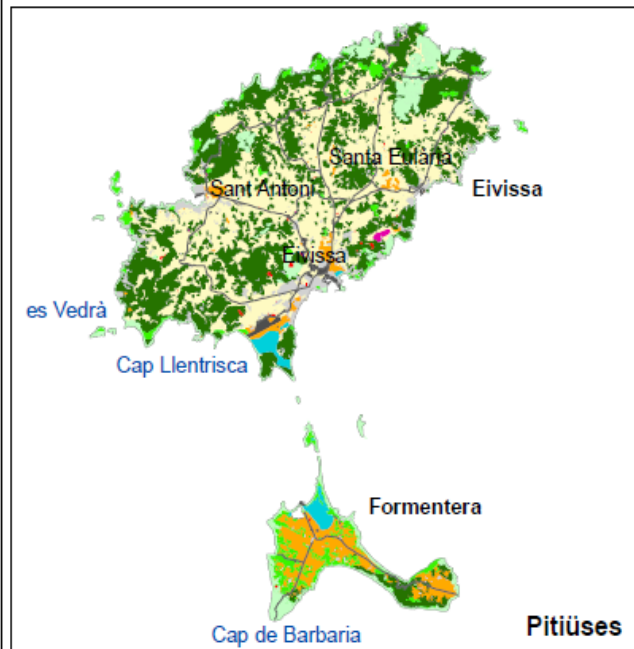 Santa Eulària
Sant Antoni
Eivissa
Eivissa
es Vedrà
Cap Llentrisca
Formentera
Pitiüses
Cap de Barbaria